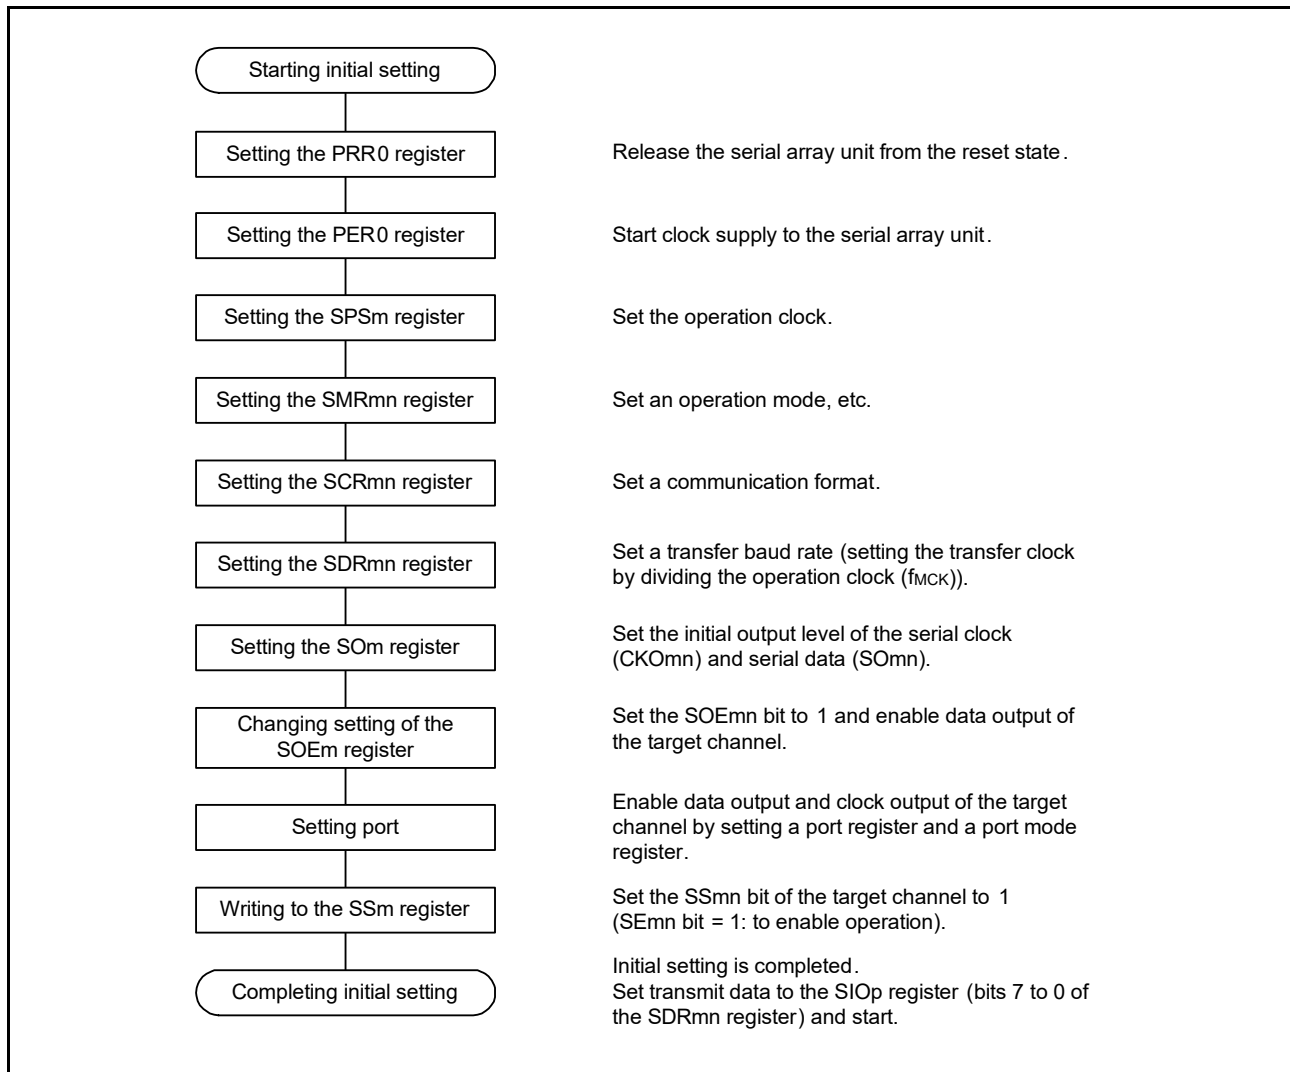 Starting initial setting
Setting the PRR0 register
Release the serial array unit from the reset state.
Setting the PER0 register
Start clock supply to the serial array unit.
Setting the SPSm register
Set the operation clock.
Setting the SMRmn register
Set an operation mode, etc.
Setting the SCRmn register
Set a communication format.
Setting the SDRmn register
Set a transfer baud rate (setting the transfer clock
by dividing the operation clock (fMCK)).
Setting the SOm register
Set the initial output level of the serial clock
(CKOmn) and serial data (SOmn).
Changing setting of the
SOEm register
Set the SOEmn bit to 1 and enable data output of
the target channel.
Setting port
Enable data output and clock output of the target
channel by setting a port register and a port mode
register.
Writing to the SSm register
Set the SSmn bit of the target channel to 1
(SEmn bit = 1: to enable operation).
Completing initial setting
Initial setting is completed.
Set transmit data to the SIOp register (bits 7 to 0 of
the SDRmn register) and start.